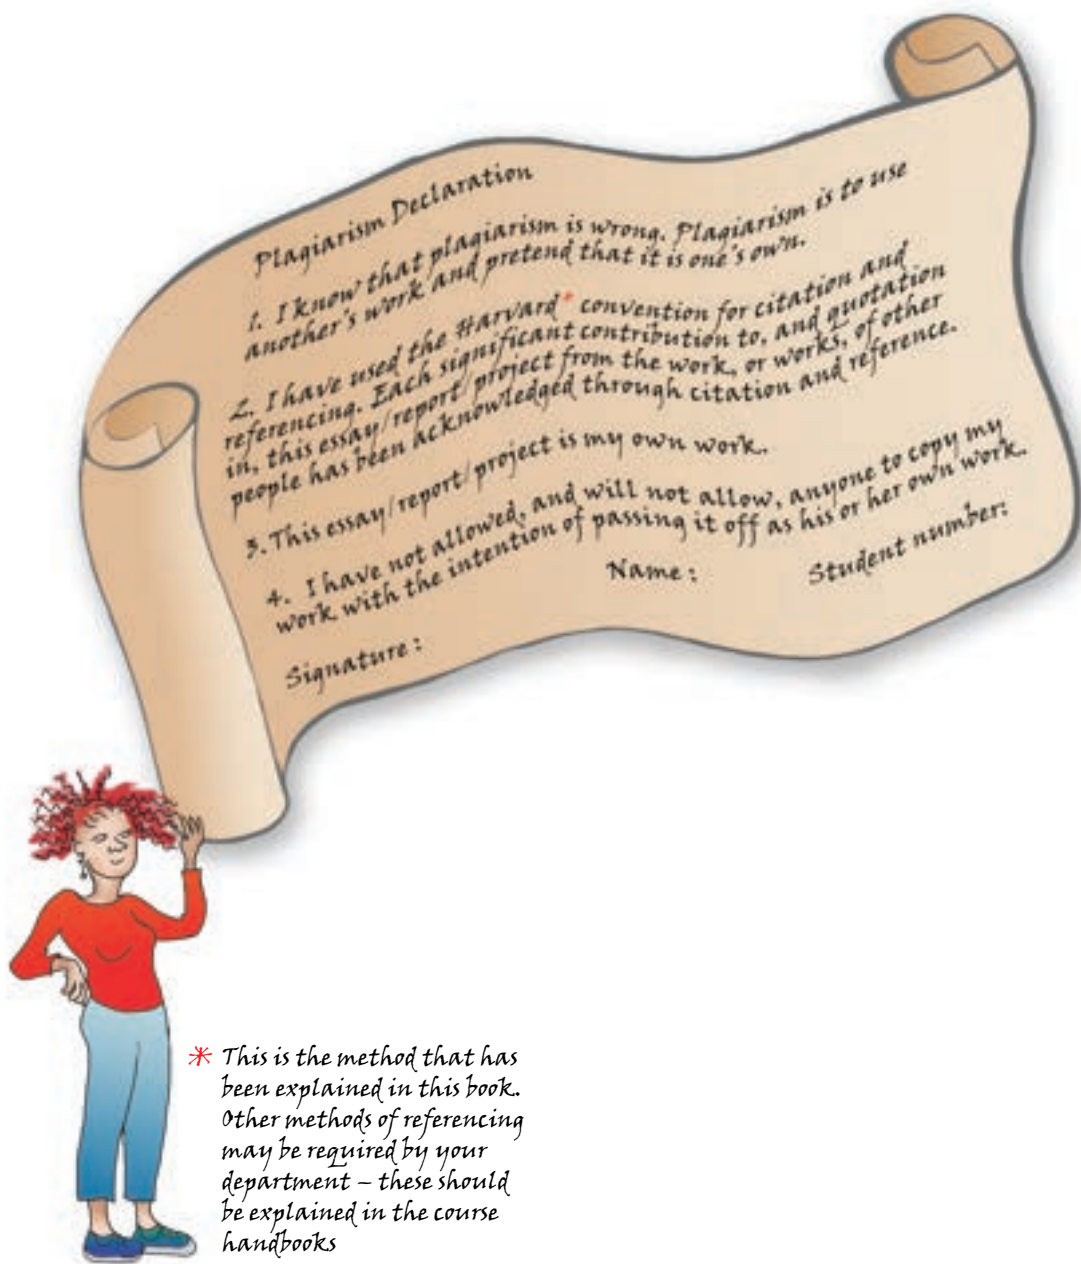 Plagiarism Declaration
1. I know that plagiarism is wrong. Plagiarism is to use
another's work and pretend that it is one's own.
2. I have used the Harvard* convention for citation and
referencing. Each significant contribution to, and quotation
in, this essay/report/project from the work, or works, of other
people has been acknowledged through citation and reference.
3. This essay/report/project is my own work.
4. I have not allowed, and will not allow, anyone to copy my
work with the intention of passing it off as his or her own work.
Signature: Name: Student number:
* This is the method that has
been explained in this book.
Other methods of referencing
may be required by your
department – these should
be explained in the course
handbooks